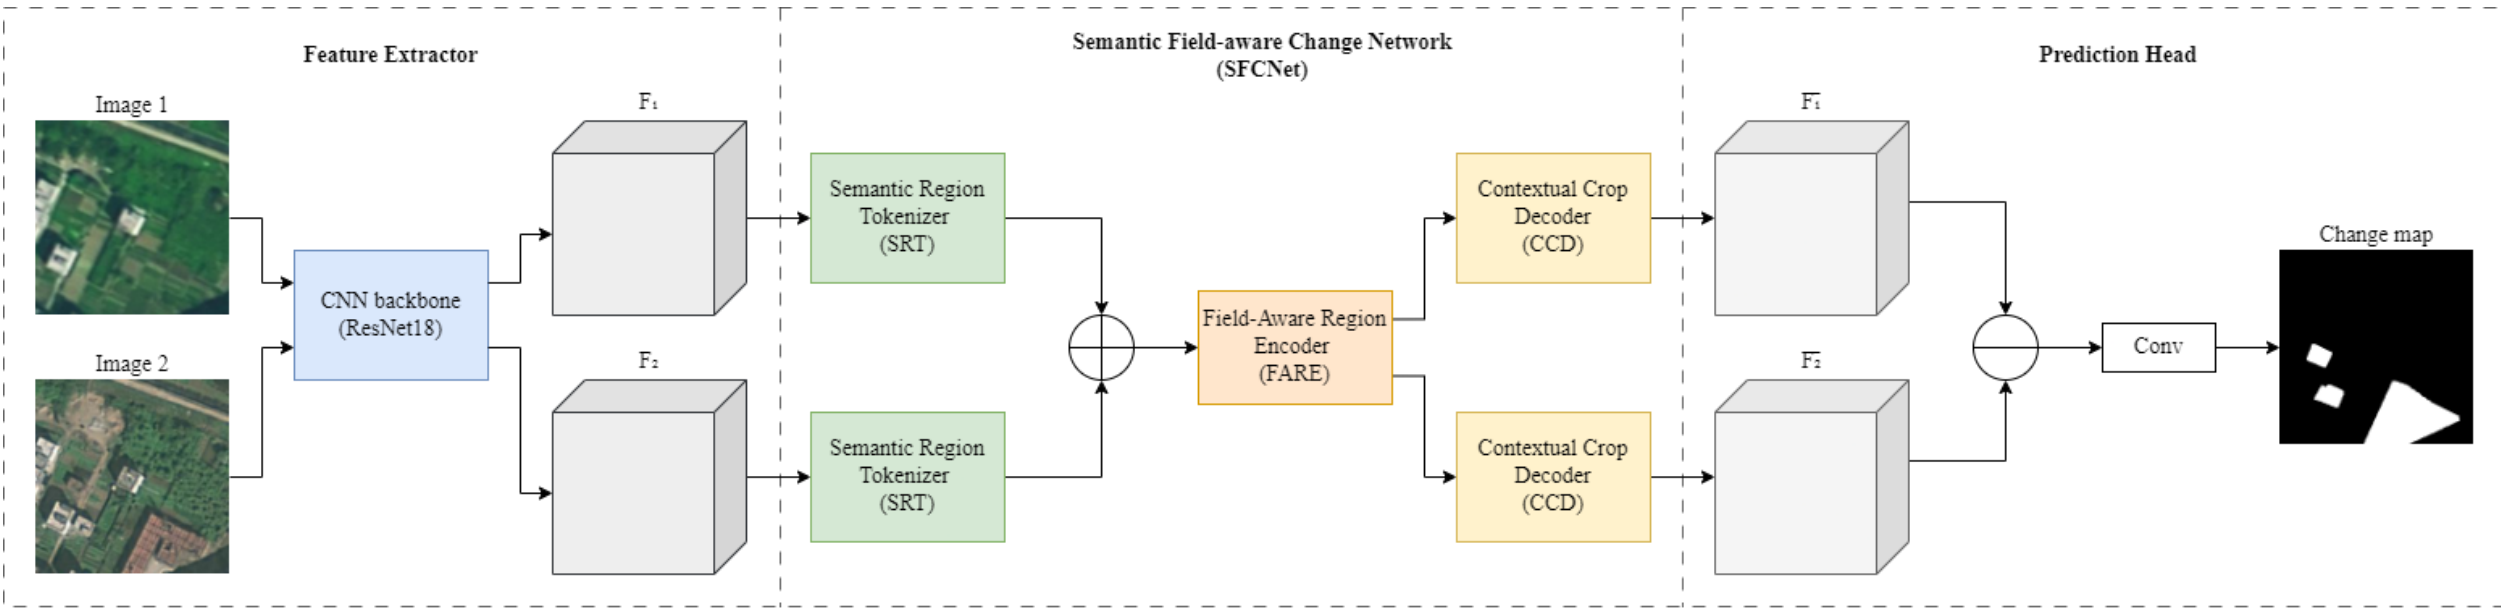 Feature Extractor
Semantic Field-aware Change Network
(SFCNet)
Prediction Head
Image 1
F₁
Semantic Region
Tokenizer
(SRT)
Contextual Crop
Decoder
(CCD)
F̅₁
CNN backbone
(ResNet18)
Field-Aware Region
Encoder
(FARE)
Conv
Change map
Image 2
F₂
Semantic Region
Tokenizer
(SRT)
Contextual Crop
Decoder
(CCD)
F̅₂